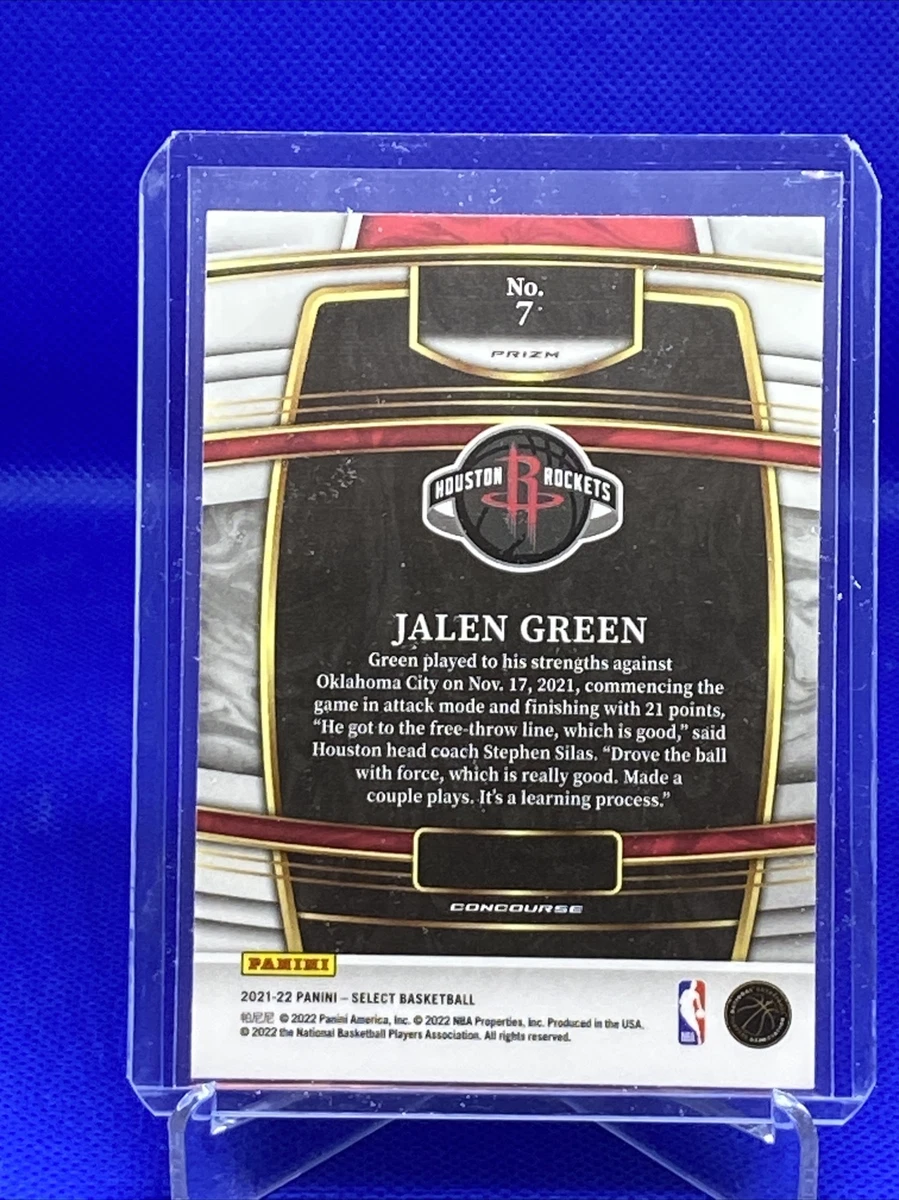 No.
7
PRIZM
HOUSTON R ROCKETS
JALEN GREEN
Green played to his strengths against
Oklahoma City on Nov. 17, 2021, commencing the
game in attack mode and finishing with 21 points,
“He got to the free-throw line, which is good,” said
Houston head coach Stephen Silas. “Drove the ball
with force, which is really good. Made a
couple plays. It's a learning process.”
CONCOURSE
PANINI
2021-22 PANINI – SELECT BASKETBALL
帕尼尼 © 2022 Panini America, Inc. © 2022 NBA Properties, Inc. Produced in the USA.
© 2022 the National Basketball Players Association. All rights reserved.
NBA
NATIONAL BASKETBALL